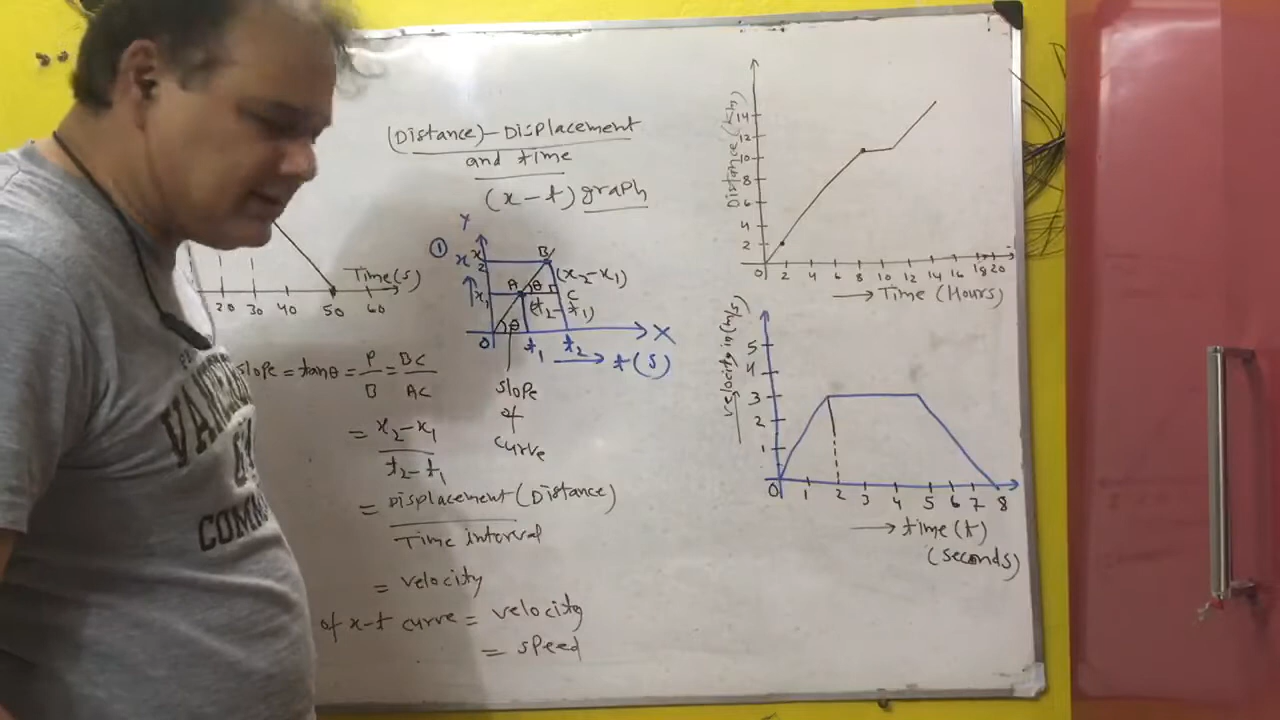 (Distance)-Displacement
and time
(x-t) graph
Y
①
x
x2
B
(x2-x1)
A
θ
C
x1
(t2-t1)
θ
O
t1
t2
X
t(s)
slope
of
curve
Time(s)
20 30 40 50 60
slope = tanθ = P/B = BC/AC
= x2-x1/t2-t1
= Displacement (Distance)
Time interval
= velocity
of x-t curve = velocity
= speed
Distance (Km)
14
12
10
8
6
4
2
0 2 4 6 8 10 12 14 16 18 20
Time (Hours)
velocity in (m/s)
5
4
3
2
1
0 1 2 3 4 5 6 7 8
time (t)
(seconds)
VAN
COMM